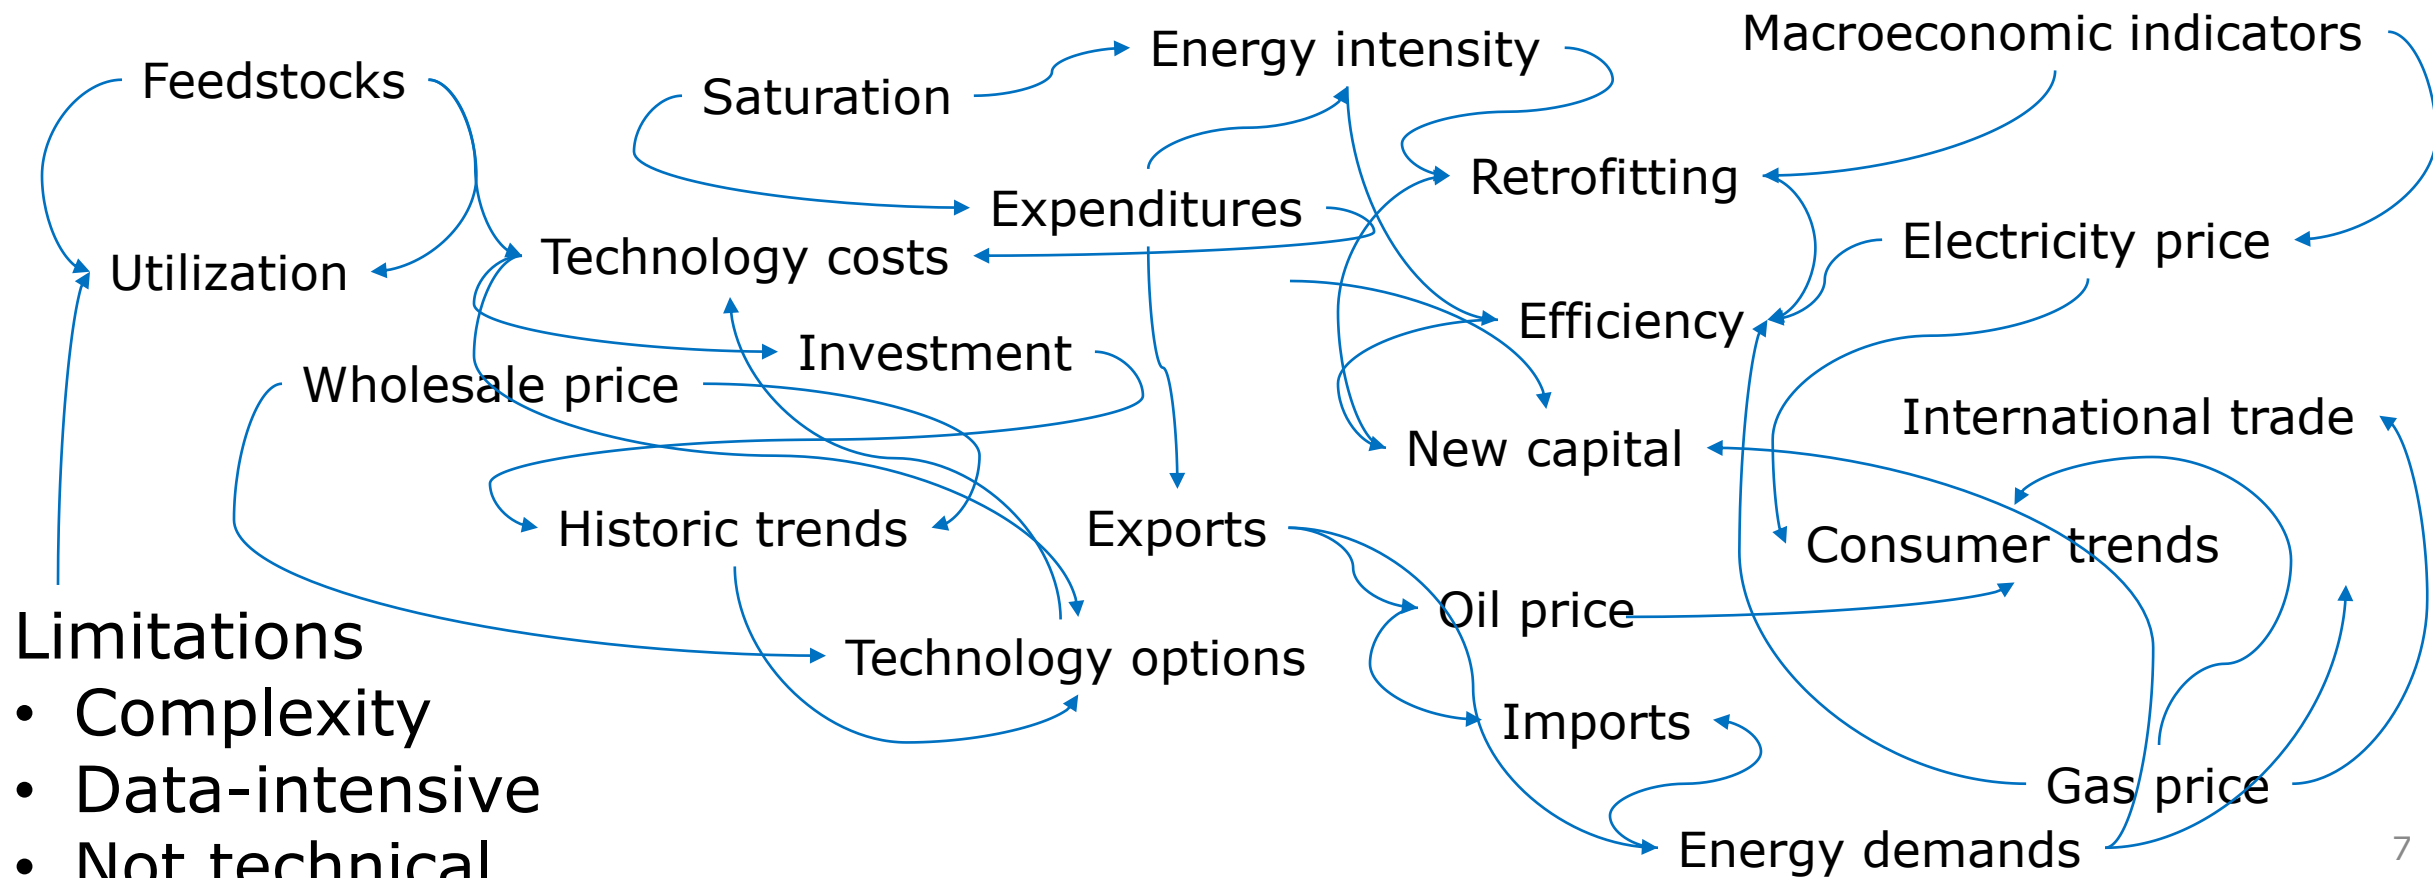 Macroeconomic indicators
Energy intensity
Feedstocks
Saturation
Retrofitting
Expenditures
Electricity price
Technology costs
Utilization
Efficiency
Investment
Wholesale price
International trade
New capital
Historic trends
Exports
Consumer trends
Oil price
Limitations
Technology options
• Complexity
Imports
• Data-intensive
Gas price
• Not technical
Energy demands
7